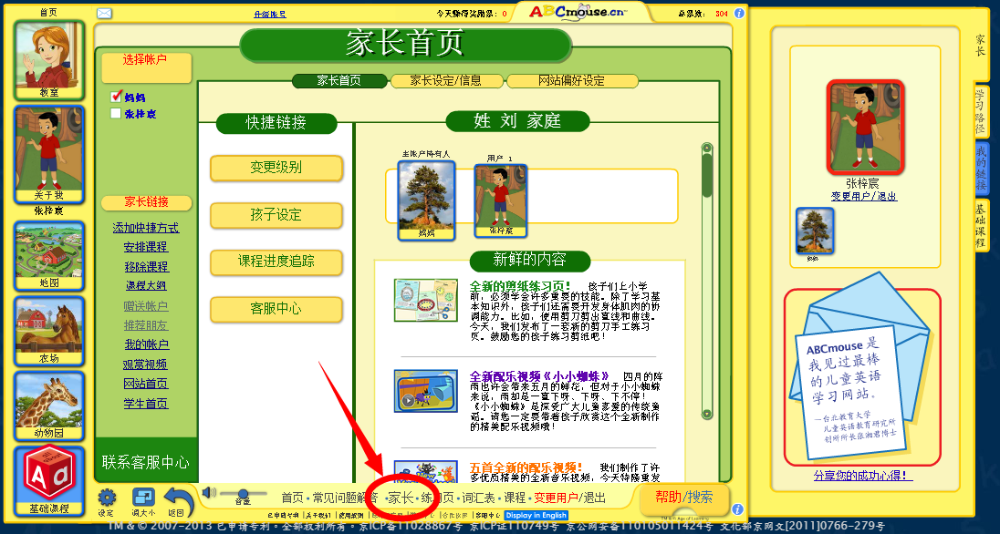 首页
升级账号
今天赚得奖励票： 0
ABCmouse.cn™
总票数： 304
家长首页
教室
关于我
张梓宸
地图
农场
动物园
all about
Aa
基础课程
选择帐户
妈妈
张梓宸
家长链接
添加快捷方式
安排课程
移除课程
课程大纲
赠送帐户
推荐朋友
我的帐户
观赏视频
网站首页
学生首页
联系客服中心
家长首页
家长设定/信息
网站偏好设定
快捷链接
变更级别
孩子设定
课程进度追踪
客服中心
姓 刘 家庭
主账户持有人
用户 1
妈妈
张梓宸
新鲜的内容
全新的剪纸练习页！ 孩子们上小学
前，必须学会许多重要的技能。除了学习基
本知识外，孩子们还需要开发身体肌肉的协
调能力。比如，使用剪刀剪出直线和曲线。
今天，我们发布了一套新的剪刀手工练习
页。鼓励您的孩子练习剪纸吧！
全新配乐视频《小小蜘蛛》 四月的阵
雨也许会带来五月的鲜花，但对于小小蜘蛛
来说，雨却是一直下呀、下呀、下不停！
《小小蜘蛛》是深受广大儿童喜爱的传统童
谣。请您一定要带着孩子欣赏这个全新制作
的精美配乐视频哦！
五首全新的配乐视频！ 我们制作了许
多优质精美的全新音乐视频，今天特隆重发
设定
调大小
返回
音量
首页 • 常见问题解答 • 家长 • 练习页 • 词汇表 • 课程 • 变更用户/退出
Display in English
帮助/搜索
TM & © Age of Learning
TM & © 2007-2013 已申请专利。全部权利所有。京ICP备11028867号 京ICP证110749号 京公网安备110105011424号 文化部京网文[2011]0766-279号
家长
学习路径
我的链接
基础课程
张梓宸
变更用户/退出
妈妈
ABCmouse 是
我见过最棒
的儿童英语
学习网站。
—台北教育大学
儿童英语教育研究所
创所所长张湘君博士
分享您的成功心得！